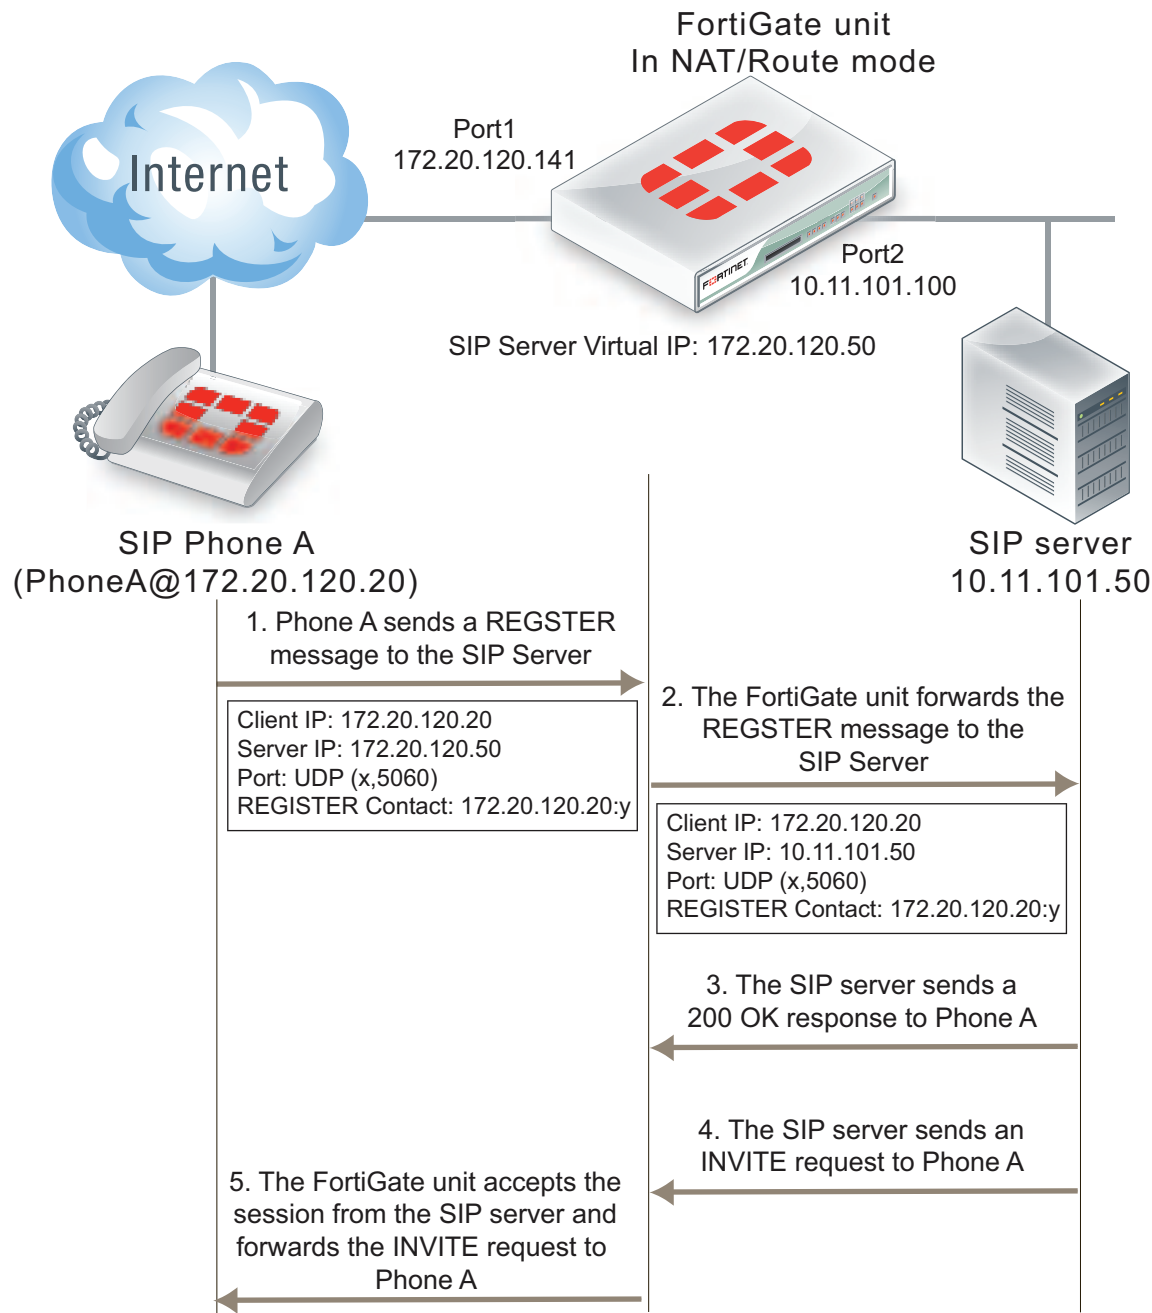 FortiGate unit
In NAT/Route mode
Port1
172.20.120.141
Internet
FORTINET
Port2
10.11.101.100
SIP Server Virtual IP: 172.20.120.50
SIP Phone A
(PhoneA@172.20.120.20)
SIP server
10.11.101.50
1. Phone A sends a REGSTER
message to the SIP Server
Client IP: 172.20.120.20
Server IP: 172.20.120.50
Port: UDP (x,5060)
REGISTER Contact: 172.20.120.20:y
2. The FortiGate unit forwards the
REGSTER message to the
SIP Server
Client IP: 172.20.120.20
Server IP: 10.11.101.50
Port: UDP (x,5060)
REGISTER Contact: 172.20.120.20:y
3. The SIP server sends a
200 OK response to Phone A
4. The SIP server sends an
INVITE request to Phone A
5. The FortiGate unit accepts the
session from the SIP server and
forwards the INVITE request to
Phone A